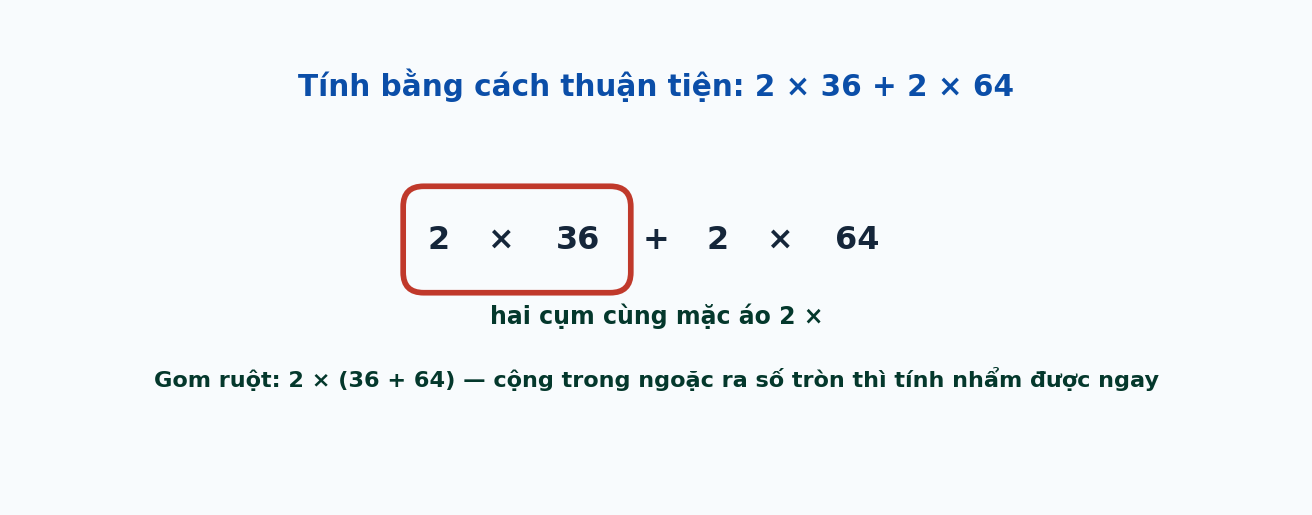 Tính bằng cách thuận tiện: 2 × 36 + 2 × 64
2 × 36 + 2 × 64
hai cụm cùng mặc áo 2 ×
Gom ruột: 2 × (36 + 64) — cộng trong ngoặc ra số tròn thì tính nhẩm được ngay